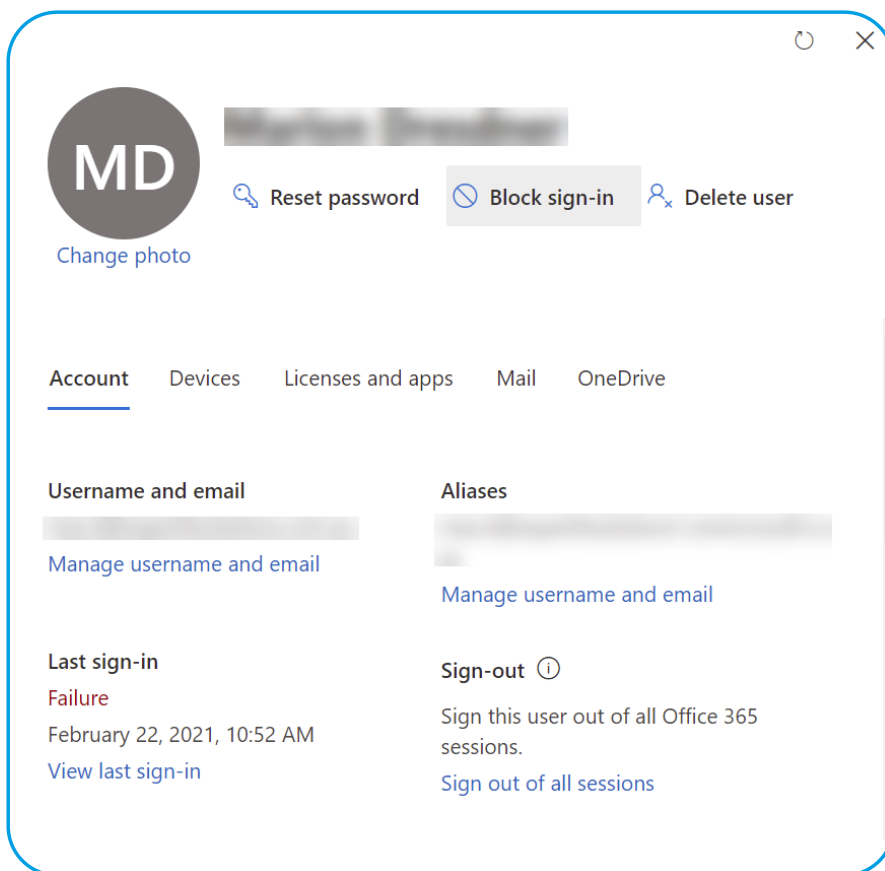 MD
Reset password
Block sign-in
Delete user
Change photo
Account
Devices
Licenses and apps
Mail
OneDrive
Username and email
Manage username and email
Aliases
Manage username and email
Last sign-in
Failure
February 22, 2021, 10:52 AM
View last sign-in
Sign-out
Sign this user out of all Office 365
sessions.
Sign out of all sessions